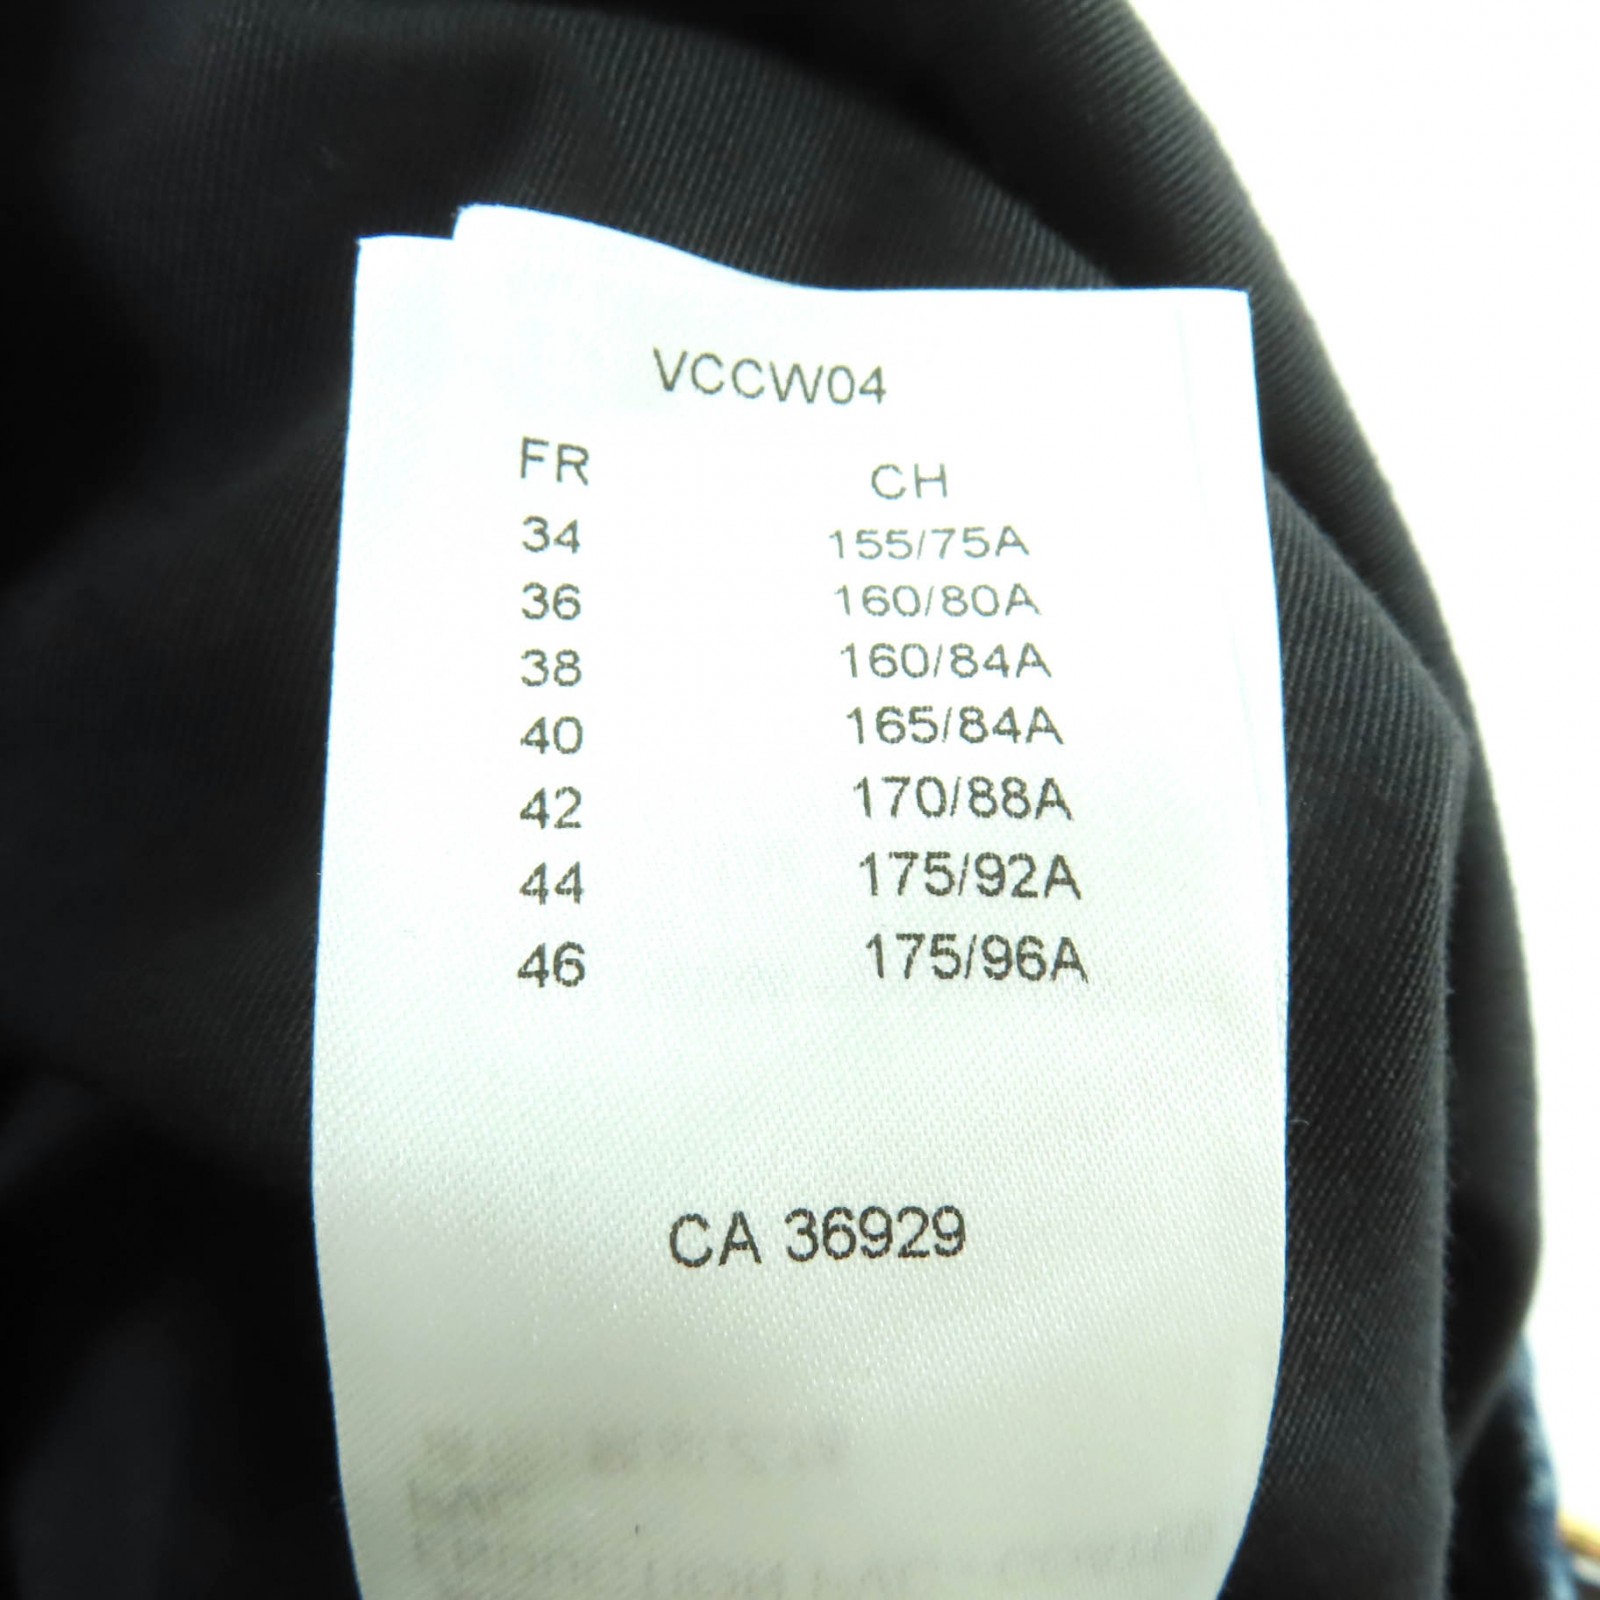 VCCW04
FR CH
34 155/75A
36 160/80A
38 160/84A
40 165/84A
42 170/88A
44 175/92A
46 175/96A
CA 36929